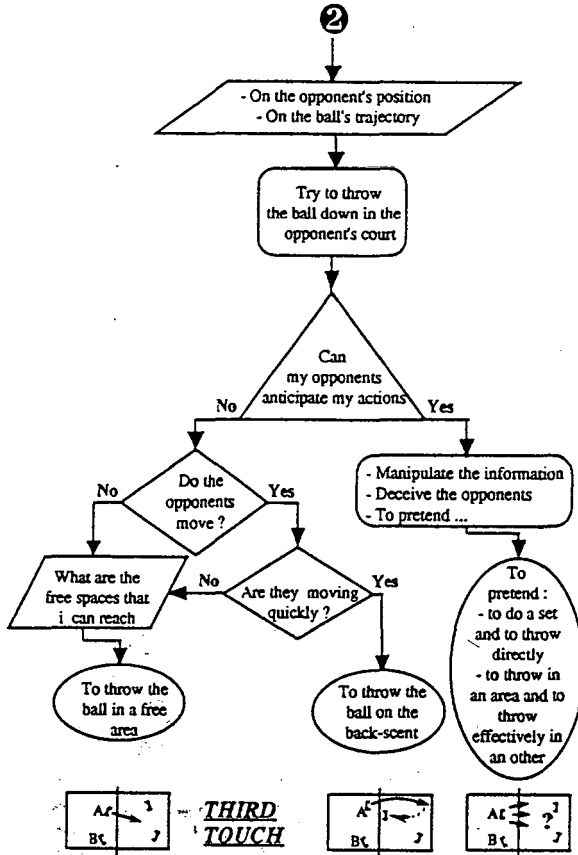 2
- On the opponent's position
- On the ball's trajectory
Try to throw
the ball down in the
opponent's court
Can
my opponents
anticipate my actions
No
Yes
Do the
opponents
move ?
No
Yes
- Manipulate the information
- Deceive the opponents
- To pretend ...
What are the
free spaces that
i can reach
No
Are they moving
quickly ?
Yes
To
pretend :
- to do a set
and to throw
directly
- to throw in
an area and to
throw
effectively in
an other
To throw the
ball in a free
area
To throw the
ball on the
back-scent
A
B
THIRD
TOUCH
A
A
B
?